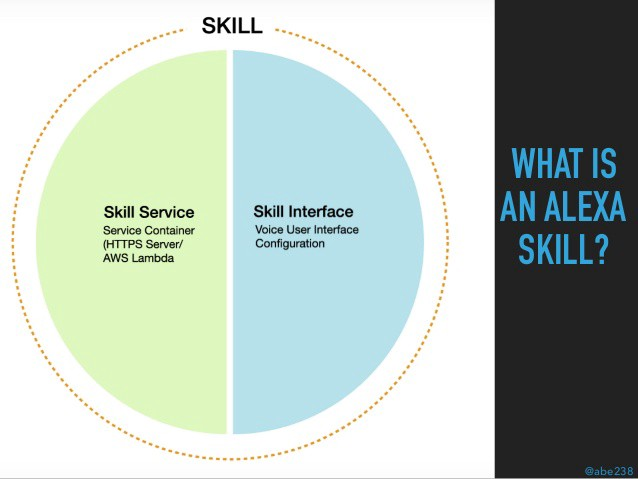 SKILL
Skill Service
Service Container
(HTTPS Server/
AWS Lambda
Skill Interface
Voice User Interface
Configuration
WHAT IS
AN ALEXA
SKILL?
@abe238